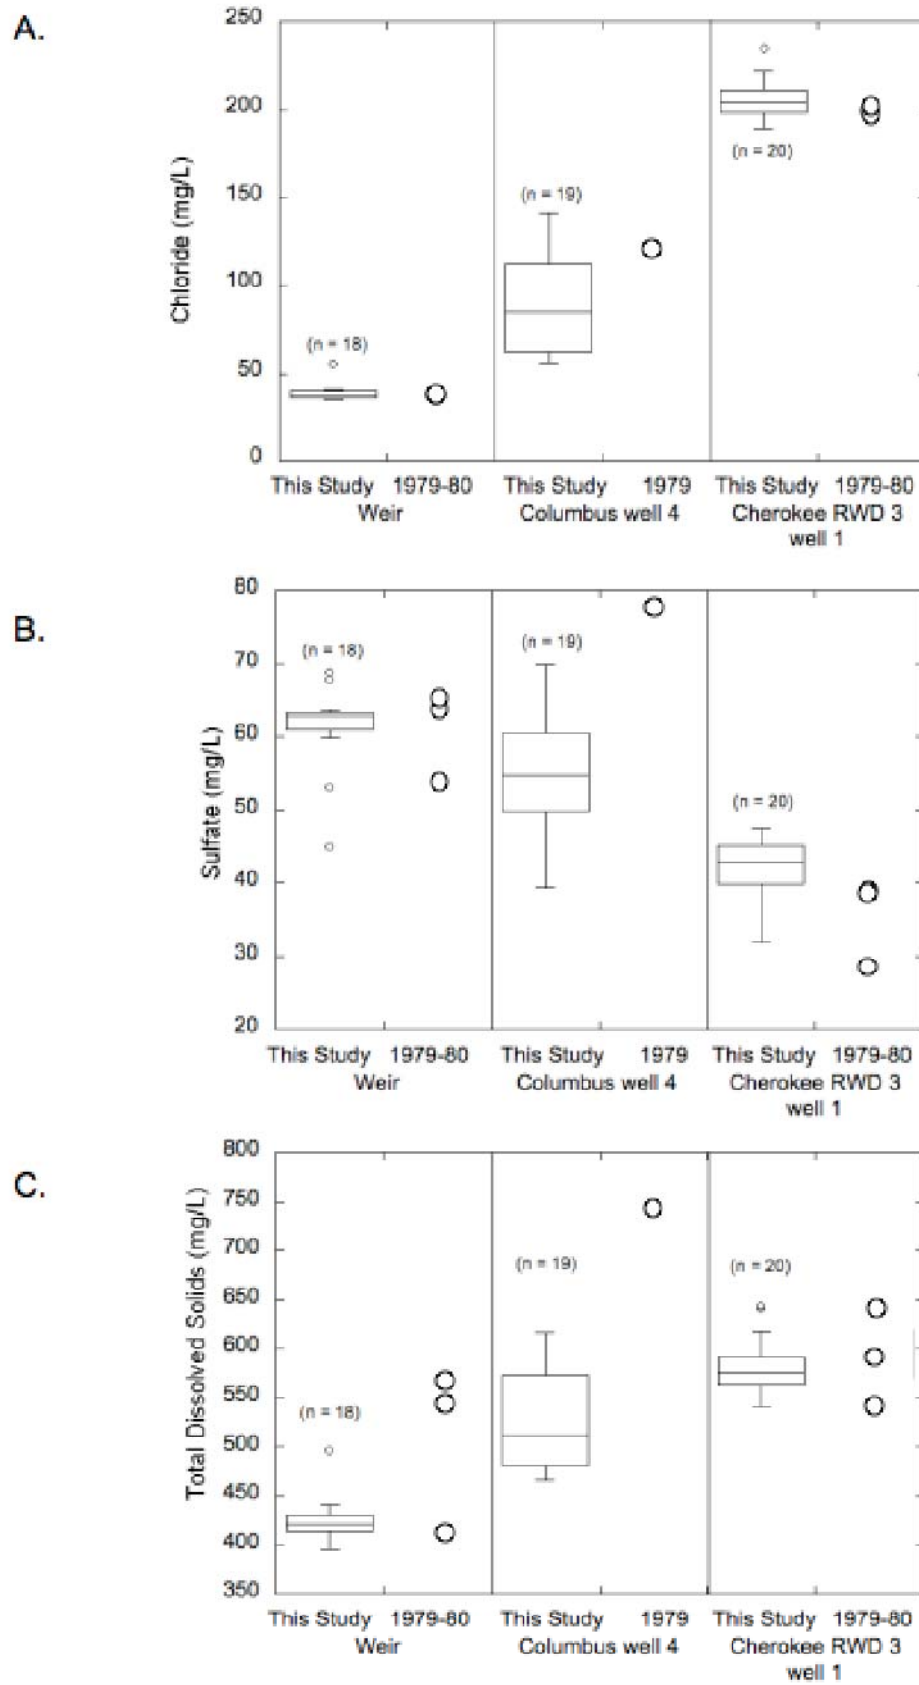 A.
250
200
150
100
50
0
Chloride (mg/L)
(n = 18)
(n = 19)
(n = 20)
This Study 1979-80 This Study 1979 This Study 1979-80
Weir Columbus well 4 Cherokee RWD 3
well 1
B.
80
70
60
50
40
30
20
Sulfate (mg/L)
(n = 18)
(n = 19)
(n = 20)
This Study 1979-80 This Study 1979 This Study 1979-80
Weir Columbus well 4 Cherokee RWD 3
well 1
C.
800
750
700
650
600
550
500
450
400
350
Total Dissolved Solids (mg/L)
(n = 18)
(n = 19)
(n = 20)
This Study 1979-80 This Study 1979 This Study 1979-80
Weir Columbus well 4 Cherokee RWD 3
well 1